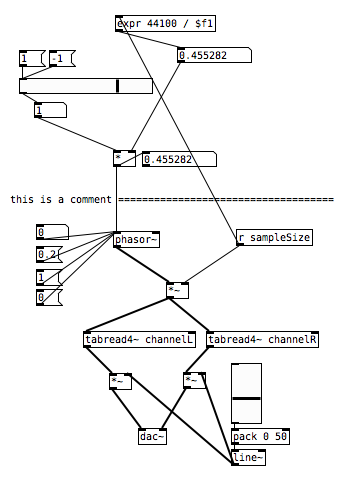 expr 44100 / $f1
0.455282
1 -1
1
* 0.455282
this is a comment ===================================
0
phasor~
r sampleSize
0.2
1
0
*~
tabread4~ channelL tabread4~ channelR
*~ *~
dac~ pack 0 50
line~